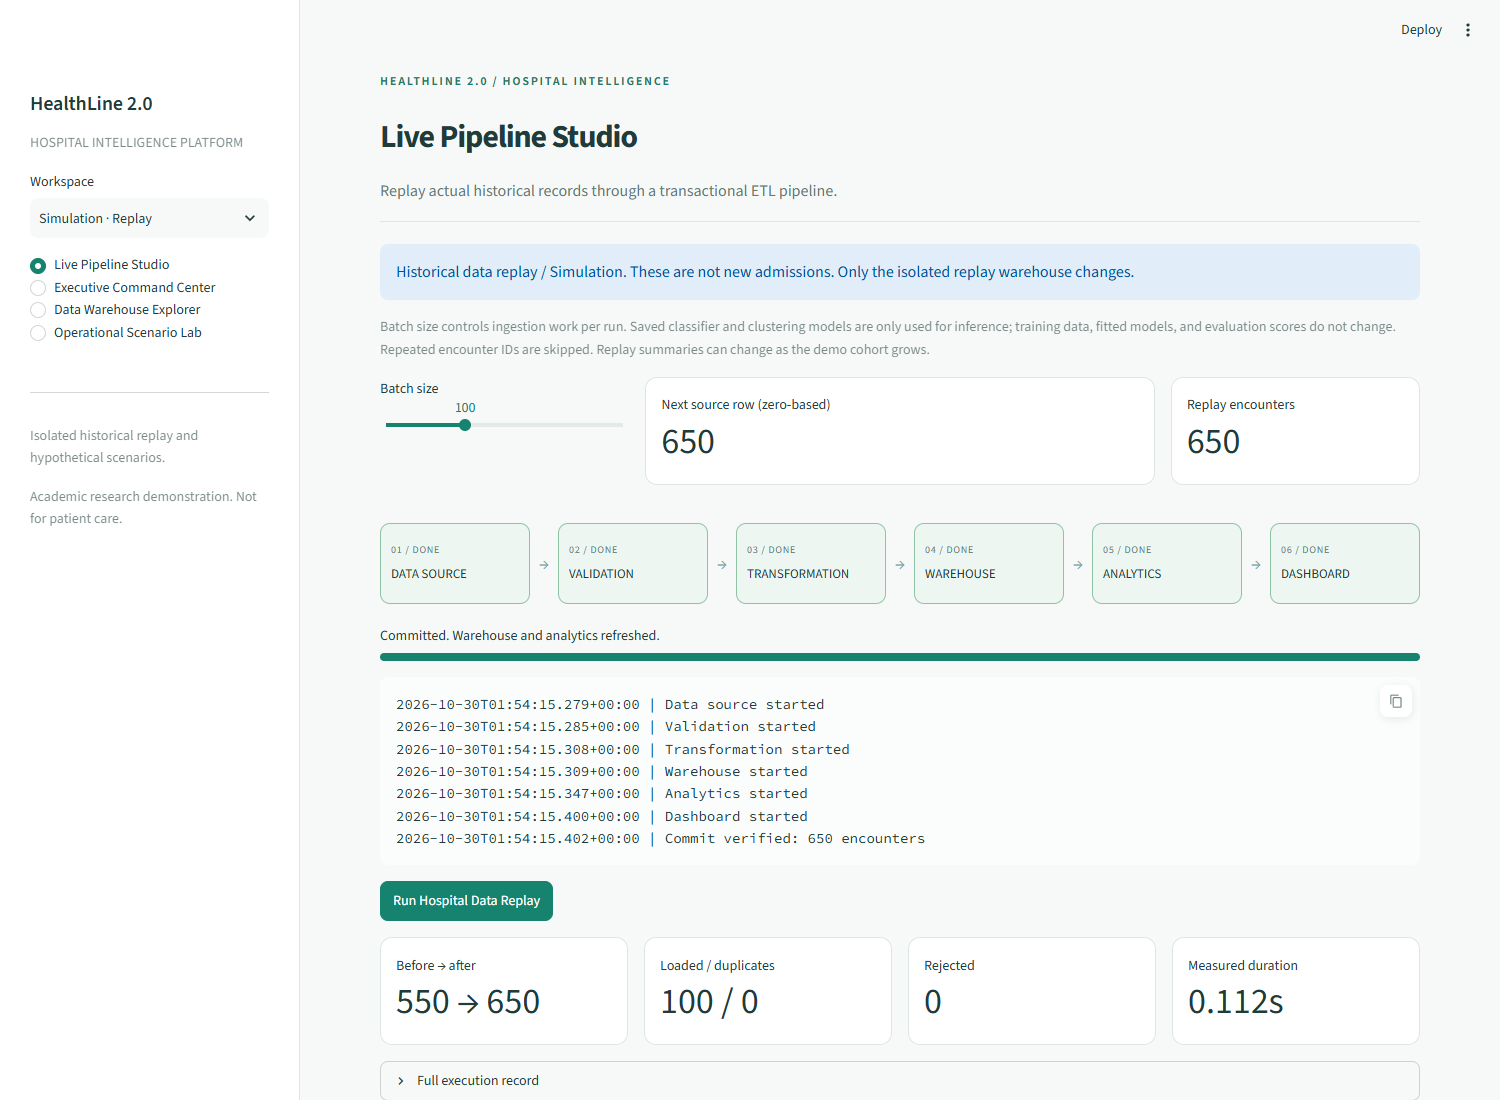 Deploy
HealthLine 2.0
HOSPITAL INTELLIGENCE PLATFORM
Workspace
Simulation · Replay
Live Pipeline Studio
Executive Command Center
Data Warehouse Explorer
Operational Scenario Lab
Isolated historical replay and
hypothetical scenarios.
Academic research demonstration. Not
for patient care.
HEALTHLINE 2.0 / HOSPITAL INTELLIGENCE
Live Pipeline Studio
Replay actual historical records through a transactional ETL pipeline.
Historical data replay / Simulation. These are not new admissions. Only the isolated replay warehouse changes.
Batch size controls ingestion work per run. Saved classifier and clustering models are only used for inference; training data, fitted models, and evaluation scores do not change.
Repeated encounter IDs are skipped. Replay summaries can change as the demo cohort grows.
Batch size
100
Next source row (zero-based)
650
Replay encounters
650
01 / DONE
DATA SOURCE
→
02 / DONE
VALIDATION
→
03 / DONE
TRANSFORMATION
→
04 / DONE
WAREHOUSE
→
05 / DONE
ANALYTICS
→
06 / DONE
DASHBOARD
Committed. Warehouse and analytics refreshed.
2026-10-30T01:54:15.279+00:00 | Data source started
2026-10-30T01:54:15.285+00:00 | Validation started
2026-10-30T01:54:15.308+00:00 | Transformation started
2026-10-30T01:54:15.309+00:00 | Warehouse started
2026-10-30T01:54:15.347+00:00 | Analytics started
2026-10-30T01:54:15.400+00:00 | Dashboard started
2026-10-30T01:54:15.402+00:00 | Commit verified: 650 encounters
Run Hospital Data Replay
Before → after
550 → 650
Loaded / duplicates
100 / 0
Rejected
0
Measured duration
0.112s
Full execution record